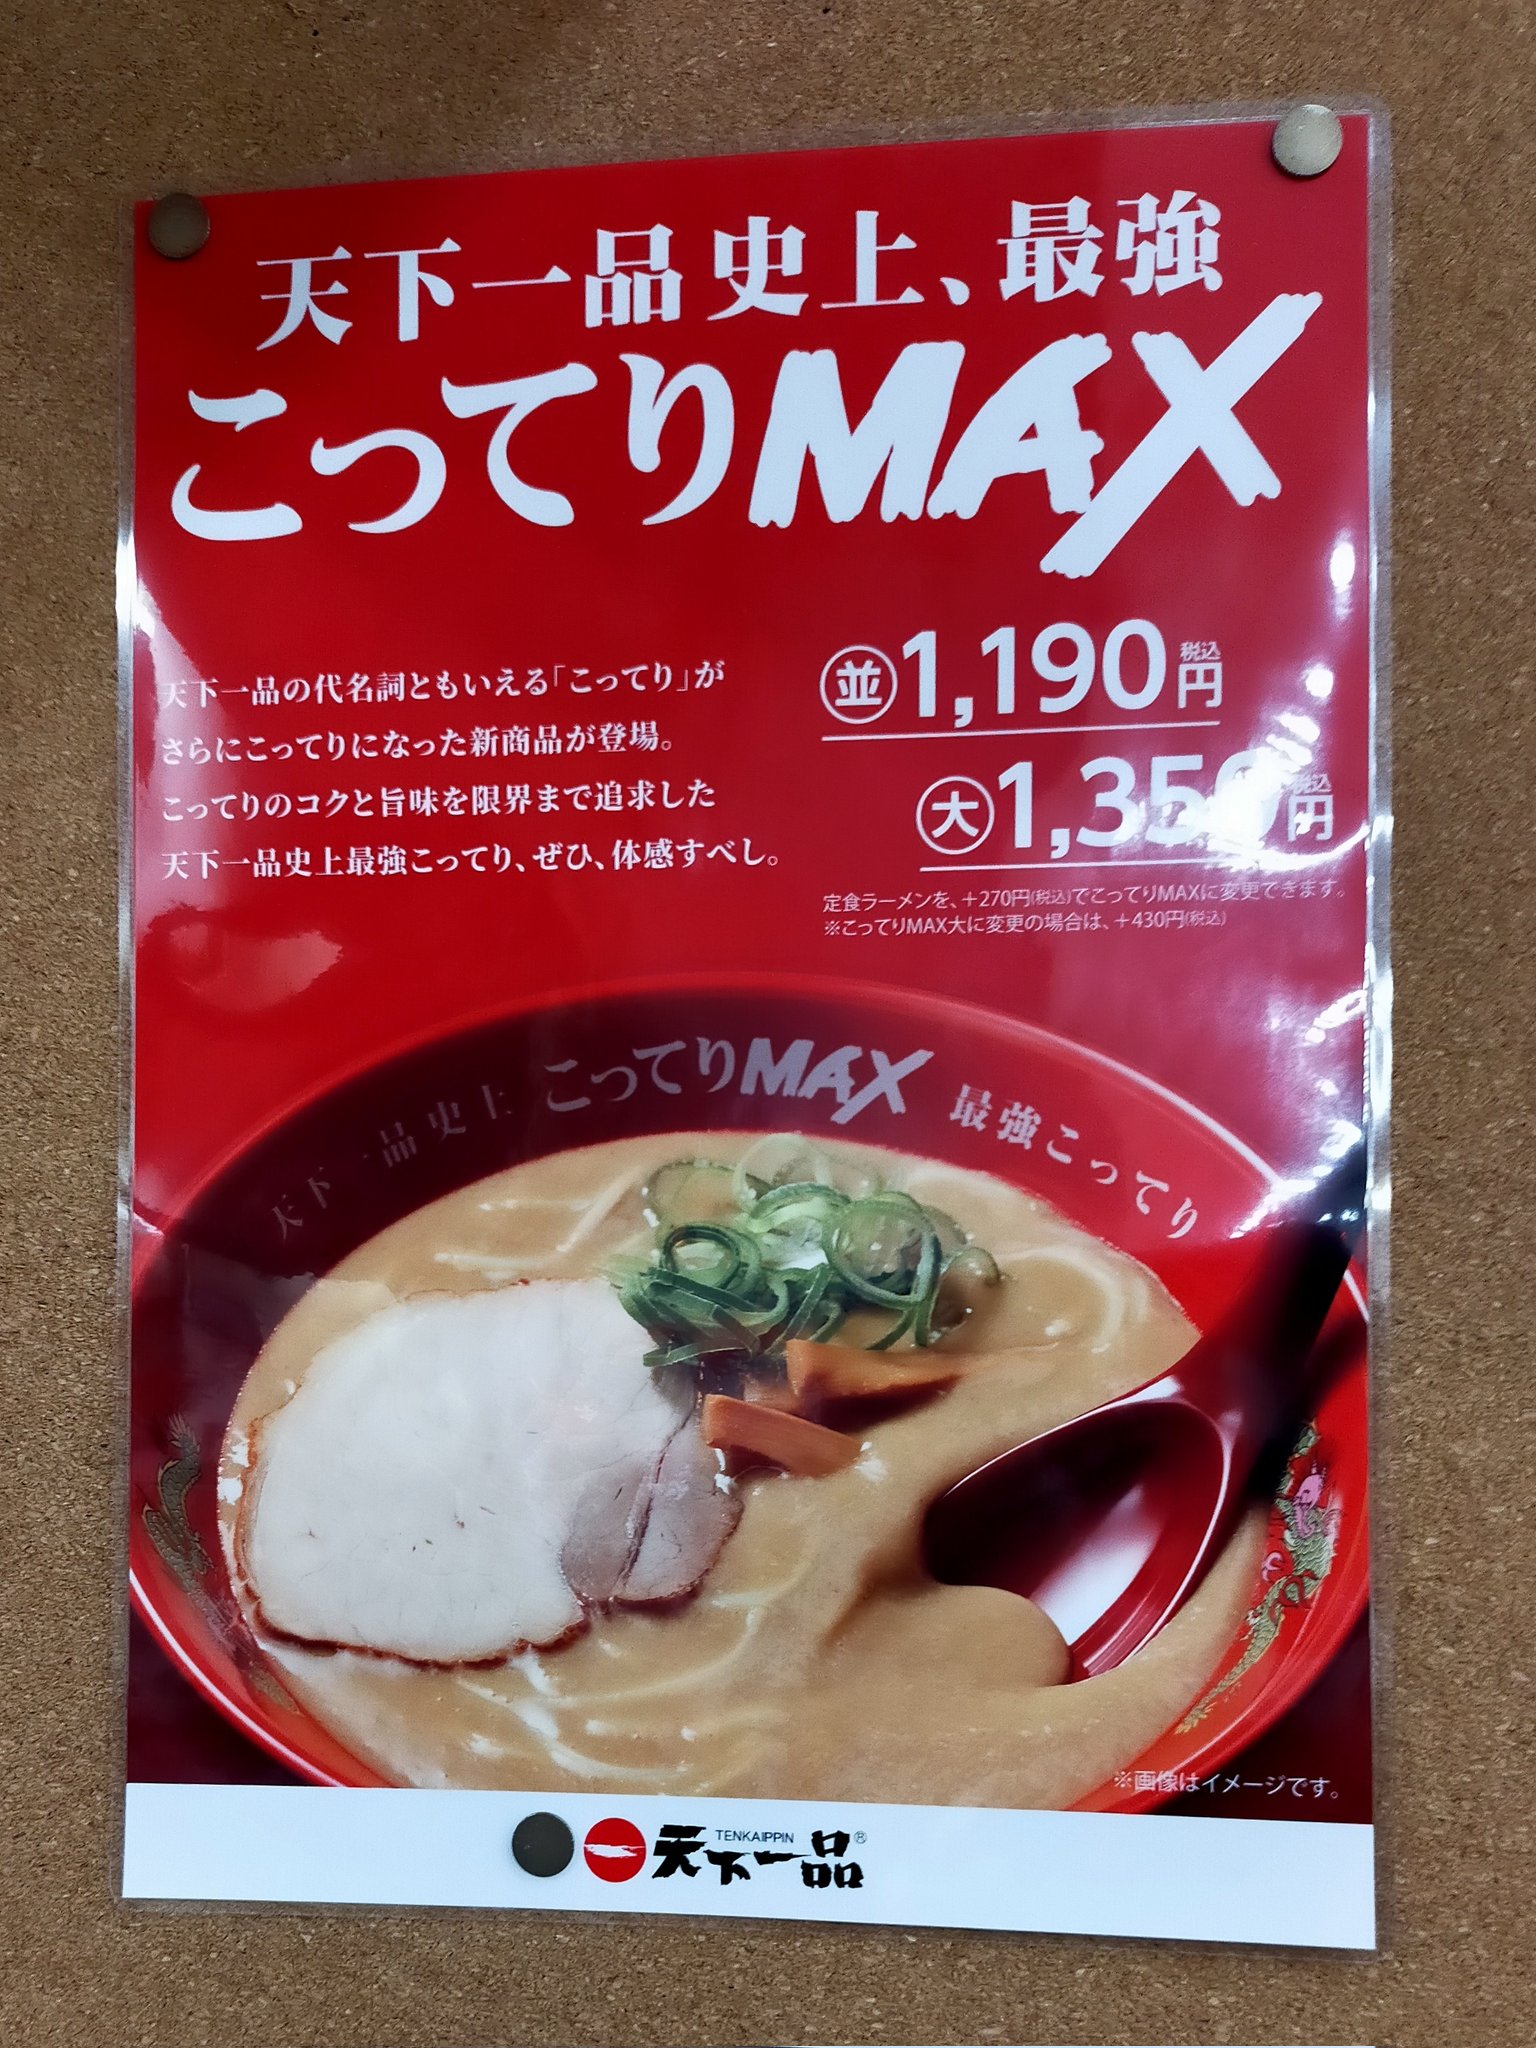 天下一品史上、最強
こってりMAX
天下一品の代名詞ともいえる「こってり」が
さらにこってりになった新商品が登場。
こってりのコクと旨味を限界まで追求した
天下一品史上最強こってり、ぜひ、体感すべし。
並 1,190円 税込
大 1,350円 税込
定食ラーメンを、+270円(税込)でこってりMAXに変更できます。
※こってりMAX大に変更の場合は、+430円(税込)
天下一品史上 こってりMAX 最強こってり
※画像はイメージです。
天下一品 TENKAIPPIN ®